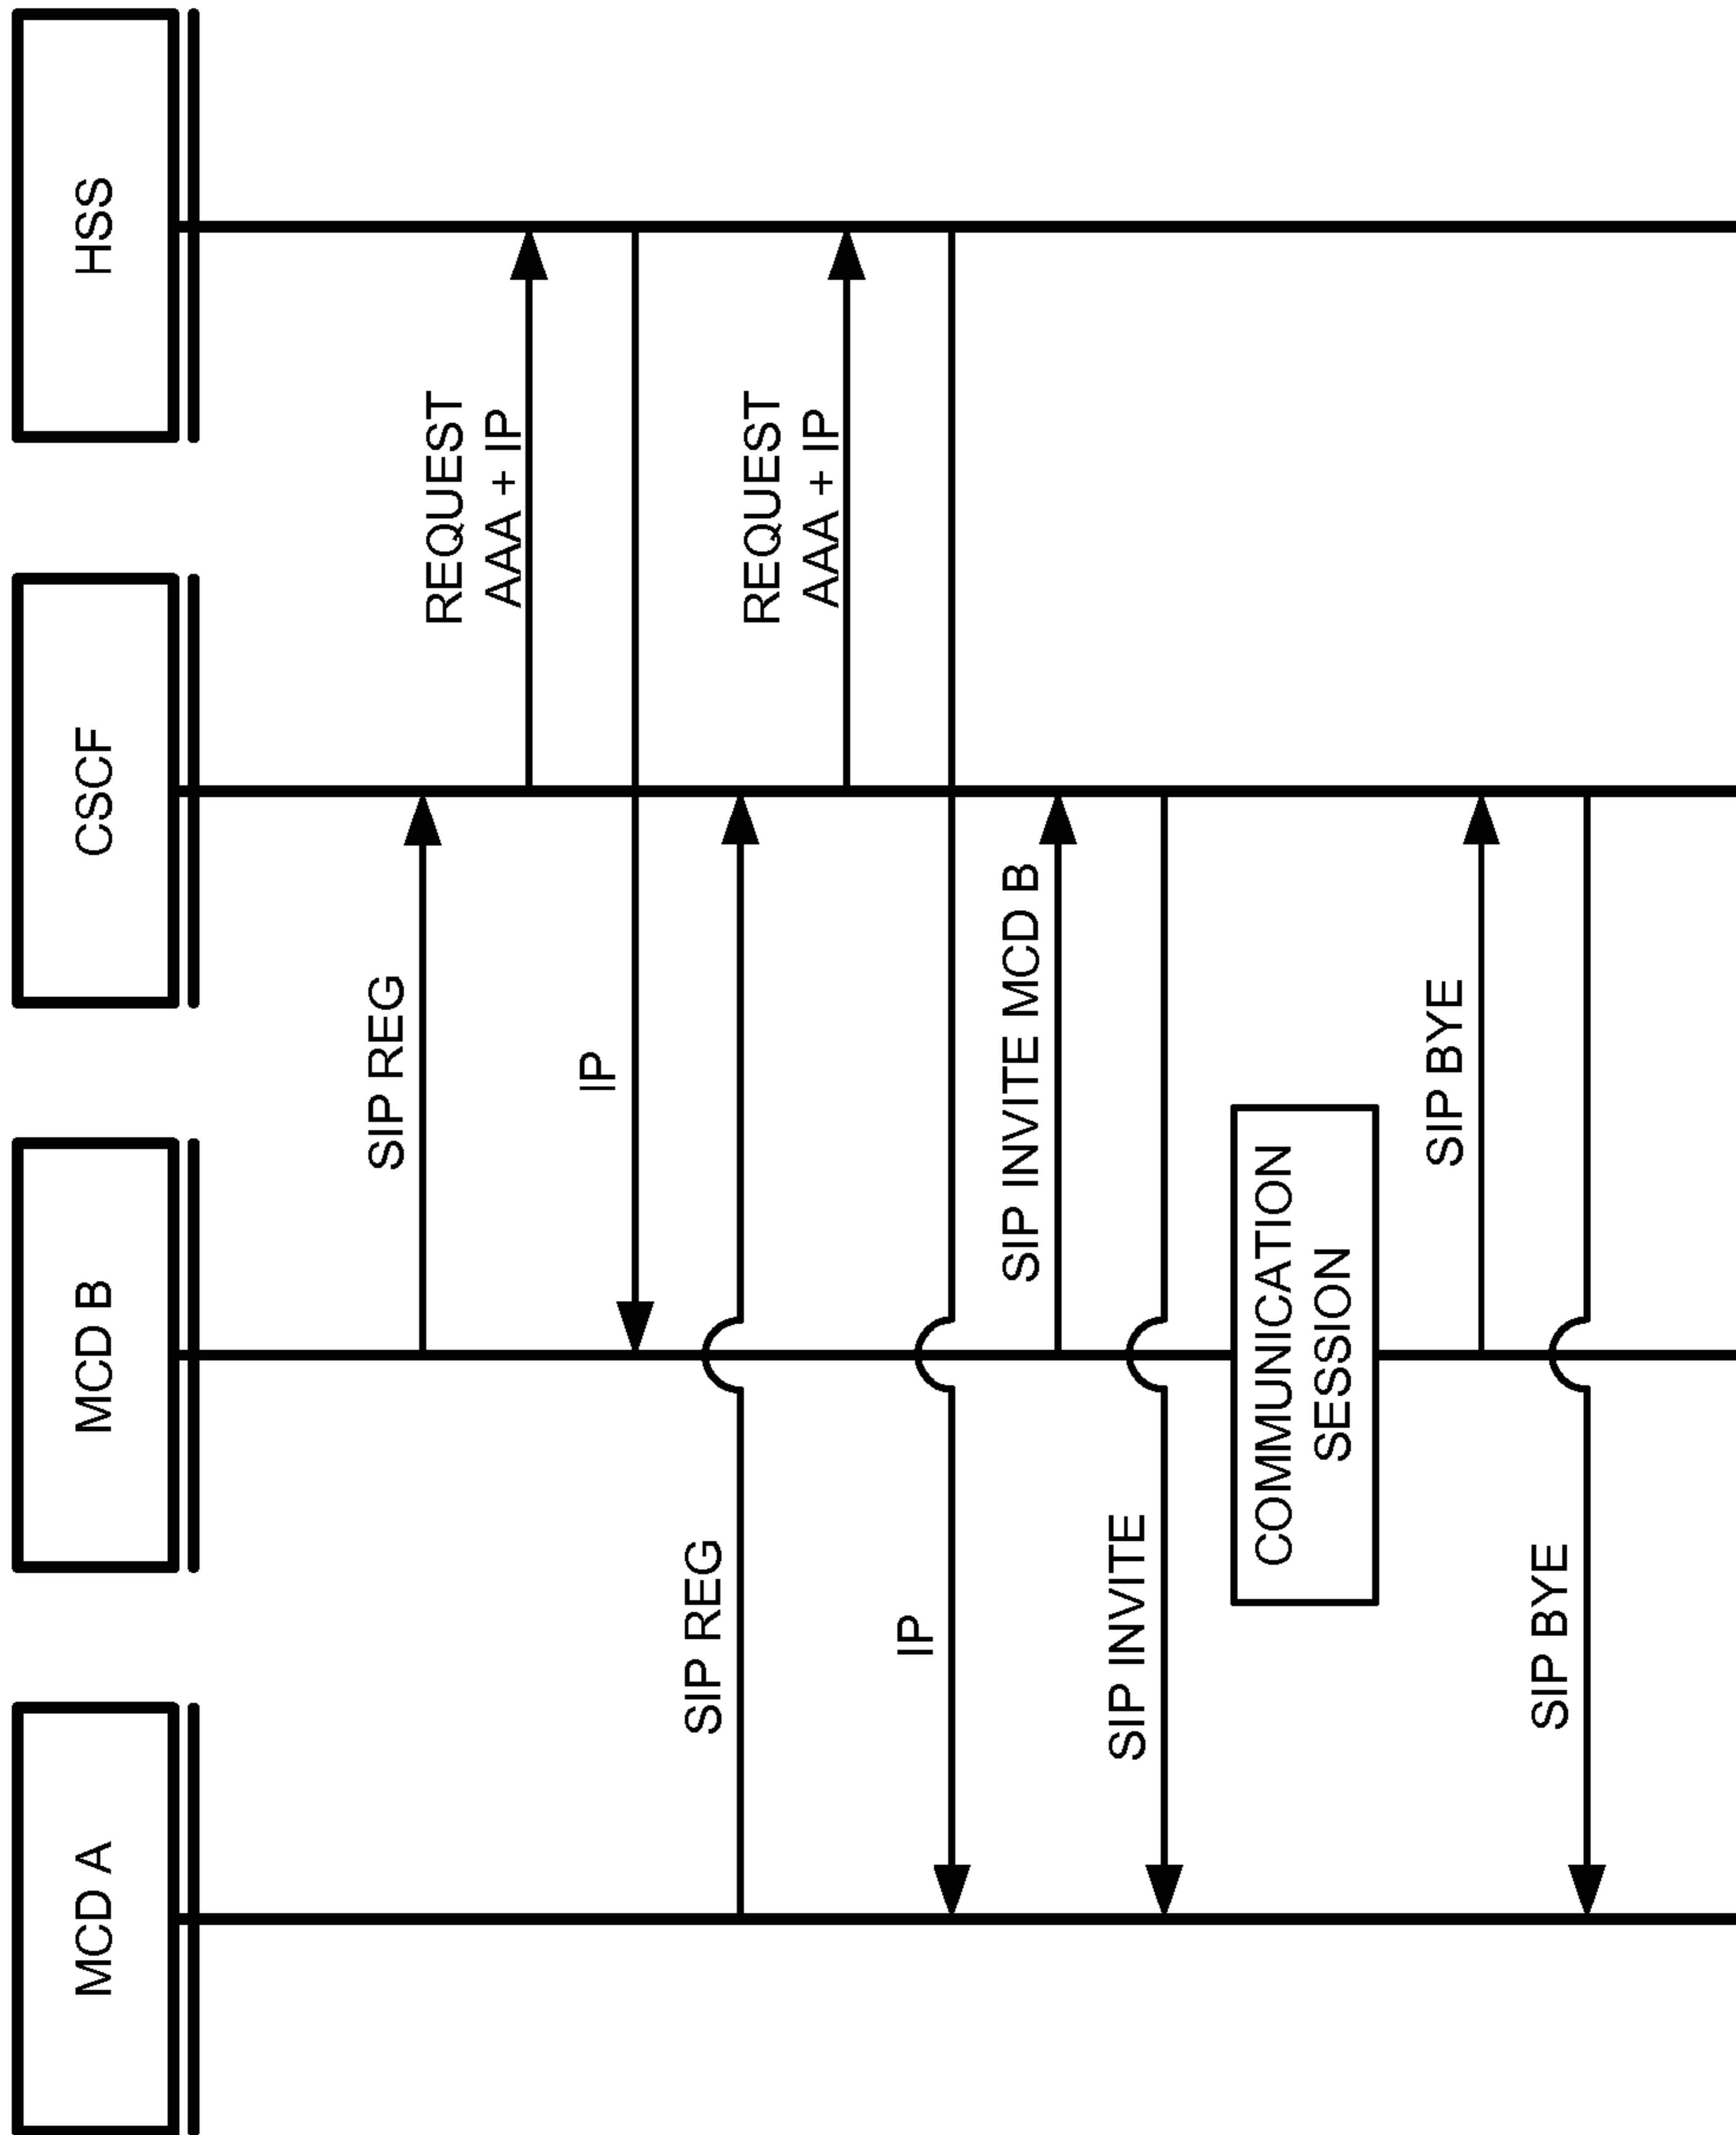 MCD A
MCD B
CSCF
HSS
SIP REG
REQUEST
AAA + IP
IP
SIP REG
REQUEST
AAA + IP
IP
SIP INVITE MCD B
SIP INVITE
COMMUNICATION
SESSION
SIP BYE
SIP BYE